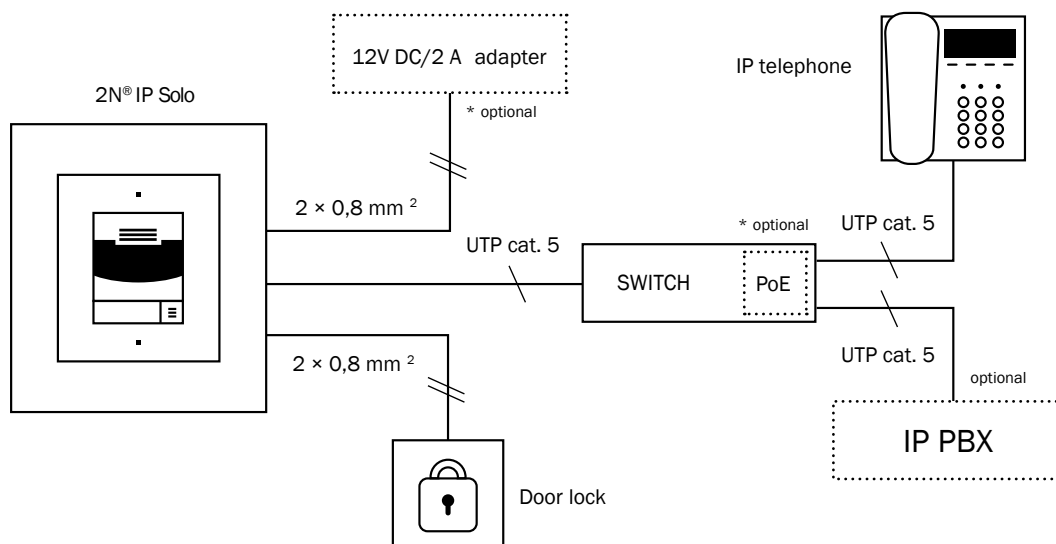 12V DC/2 A adapter
* optional
IP telephone
2N® IP Solo
2 × 0,8 mm ²
UTP cat. 5
* optional
SWITCH
PoE
UTP cat. 5
UTP cat. 5
2 × 0,8 mm ²
optional
IP PBX
Door lock